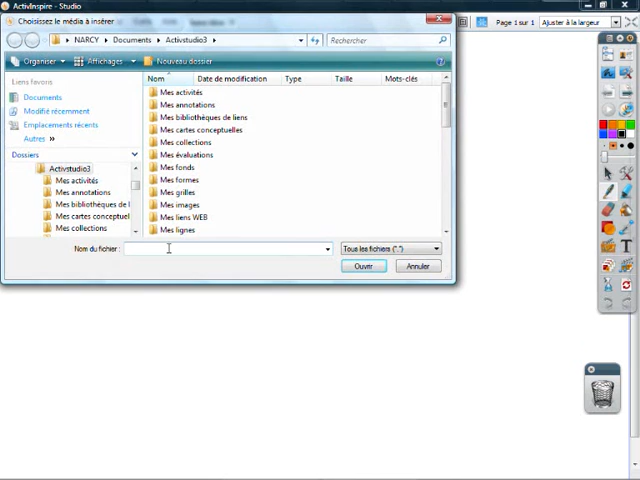 ActivInspire - Studio
Choisissez le média à insérer
Page 1 sur 1
Ajuster à la largeur
NARCY
Documents
Activstudio3
Rechercher
Organiser
Affichages
Nouveau dossier
Liens favoris
Documents
Modifié récemment
Emplacements récents
Autres »
Dossiers
Activstudio3
Mes activités
Mes annotations
Mes bibliothèques de l
Mes cartes conceptuel
Mes collections
Nom
Date de modification
Type
Taille
Mots-clés
Mes activités
Mes annotations
Mes bibliothèques de liens
Mes cartes conceptuelles
Mes collections
Mes évaluations
Mes fonds
Mes formes
Mes grilles
Mes images
Mes liens WEB
Mes lignes
Nom du fichier :
Tous les fichiers (*.*)
Ouvrir
Annuler